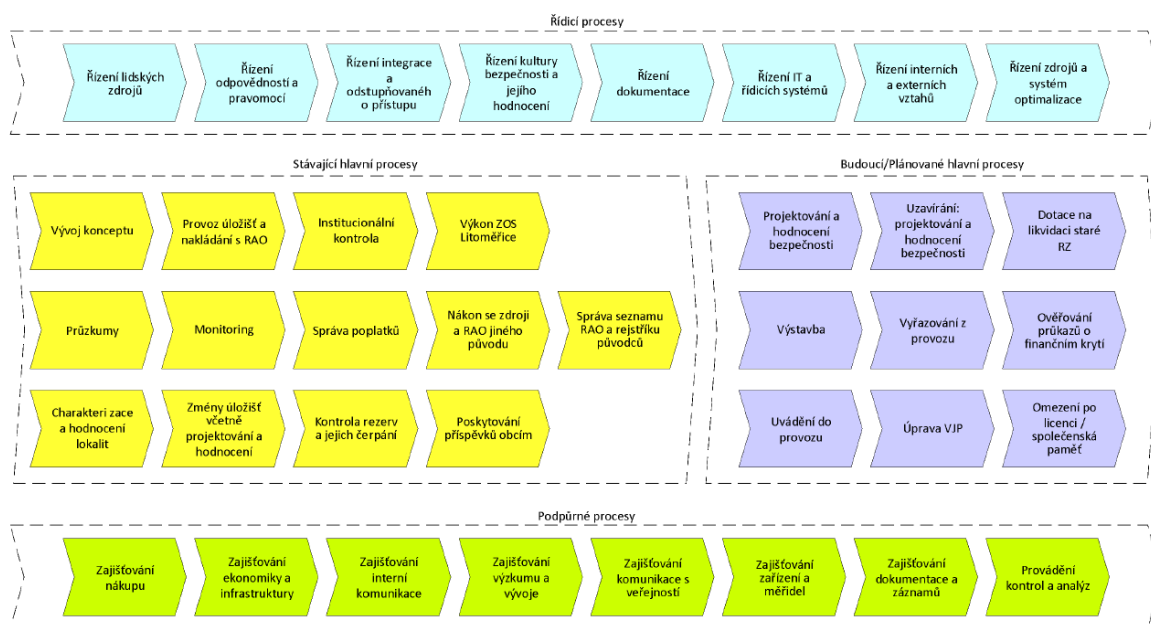 Řídicí procesy
Řízení lidských
zdrojů
Řízení
odpovědností a
pravomocí
Řízení integrace
a
odstupňovanéh
o přístupu
Řízení kultury
bezpečnosti a
jejího
hodnocení
Řízení
dokumentace
Řízení IT a
řídicích systémů
Řízení interních
a externích
vztahů
Řízení zdrojů a
systém
optimalizace
Stávající hlavní procesy
Vývoj konceptu
Provoz úložišť a
nakládání s RAO
Institucionální
kontrola
Výkon ZOS
Litoměřice
Průzkumy
Monitoring
Správa poplatků
Nákon se zdroji
a RAO jiného
původu
Správa seznamu
RAO a rejstříku
původců
Charakteri zace
a hodnocení
lokalit
Změny úložišť
včetně
projektování a
hodnocení
Kontrola rezerv
a jejich čerpání
Poskytování
příspěvků obcím
Budoucí/Plánované hlavní procesy
Projektování a
hodnocení
bezpečnosti
Uzavírání:
projektování a
hodnocení
bezpečnosti
Dotace na
likvidaci staré
RZ
Výstavba
Vyřazování z
provozu
Ověřování
průkazů o
finančním krytí
Uvádění do
provozu
Úprava VJP
Omezení po
licenci /
společenská
paměť
Podpůrné procesy
Zajišťování
nákupu
Zajišťování
ekonomiky a
infrastruktury
Zajišťování
interní
komunikace
Zajišťování
výzkumu a
vývoje
Zajišťování
komunikace s
veřejností
Zajišťování
zařízení a
měřidel
Zajišťování
dokumentace a
záznamů
Provádění
kontrol a analýz